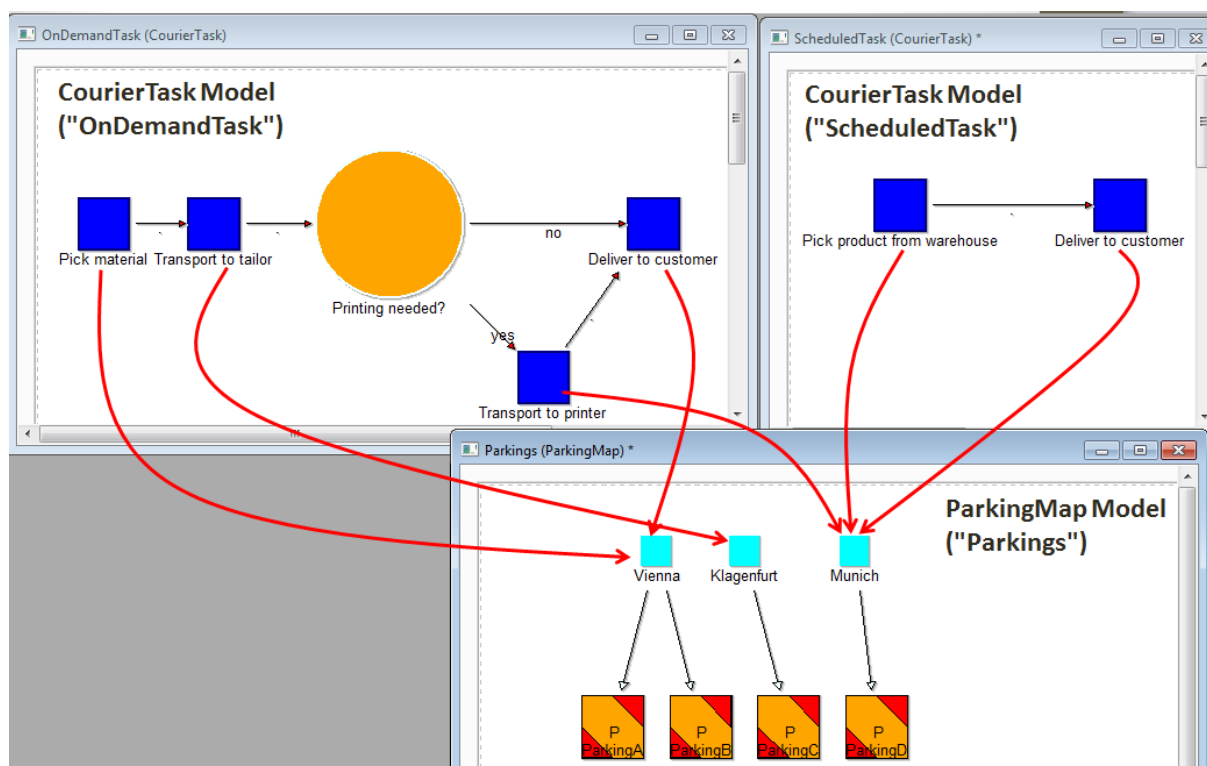 OnDemandTask (CourierTask)
CourierTask Model
("OnDemandTask")
Pick material
Transport to tailor
Printing needed?
no
Deliver to customer
yes
Transport to printer
ScheduledTask (CourierTask) *
CourierTask Model
("ScheduledTask")
Pick product from warehouse
Deliver to customer
Parkings (ParkingMap) *
ParkingMap Model
("Parkings")
Vienna
Klagenfurt
Munich
P
ParkingA
P
ParkingB
P
ParkingC
P
ParkingD